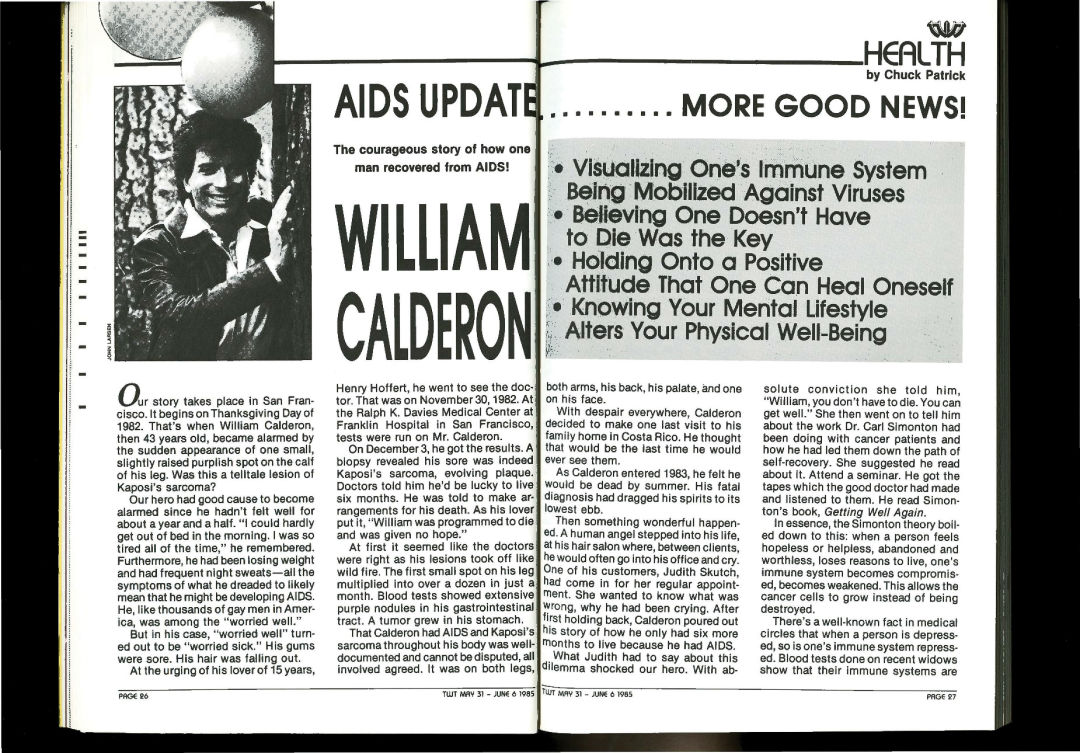 HEALTH
by Chuck Patrick
AIDS UPDATE
........... MORE GOOD NEWS!
The courageous story of how one
man recovered from AIDS!
WILLIAM
CALDERON
JOHN LARSEN
• Visualizing One's Immune System
Being Mobilized Against Viruses
• Believing One Doesn't Have
to Die Was the Key
• Holding Onto a Positive
Attitude That One Can Heal Oneself
• Knowing Your Mental Lifestyle
Alters Your Physical Well-Being
Our story takes place in San Fran-
cisco. It begins on Thanksgiving Day of
1982. That's when William Calderon,
then 43 years old, became alarmed by
the sudden appearance of one small,
slightly raised purplish spot on the calf
of his leg. Was this a telltale lesion of
Kaposi's sarcoma?
Our hero had good cause to become
alarmed since he hadn't felt well for
about a year and a half. "I could hardly
get out of bed in the morning. I was so
tired all of the time," he remembered.
Furthermore, he had been losing weight
and had frequent night sweats—all the
symptoms of what he dreaded to likely
mean that he might be developing AIDS.
He, like thousands of gay men in Amer-
ica, was among the "worried well."
But in his case, "worried well" turn-
ed out to be "worried sick." His gums
were sore. His hair was falling out.
At the urging of his lover of 15 years,
Henry Hoffert, he went to see the doc-
tor. That was on November 30, 1982. At
the Ralph K. Davies Medical Center at
Franklin Hospital in San Francisco,
tests were run on Mr. Calderon.
On December 3, he got the results. A
biopsy revealed his sore was indeed
Kaposi's sarcoma, evolving plaque.
Doctors told him he'd be lucky to live
six months. He was told to make ar-
rangements for his death. As his lover
put it, "William was programmed to die
and was given no hope."
At first it seemed like the doctors
were right as his lesions took off like
wild fire. The first small spot on his leg
multiplied into over a dozen in just a
month. Blood tests showed extensive
purple nodules in his gastrointestinal
tract. A tumor grew in his stomach.
That Calderon had AIDS and Kaposi's
sarcoma throughout his body was well-
documented and cannot be disputed, all
involved agreed. It was on both legs,
both arms, his back, his palate, and one
on his face.
With despair everywhere, Calderon
decided to make one last visit to his
family home in Costa Rico. He thought
that would be the last time he would
ever see them.
As Calderon entered 1983, he felt he
would be dead by summer. His fatal
diagnosis had dragged his spirits to its
lowest ebb.
Then something wonderful happen-
ed. A human angel stepped into his life,
at his hair salon where, between clients,
he would often go into his office and cry.
One of his customers, Judith Skutch,
had come in for her regular appoint-
ment. She wanted to know what was
wrong, why he had been crying. After
first holding back, Calderon poured out
his story of how he only had six more
months to live because he had AIDS.
What Judith had to say about this
dilemma shocked our hero. With ab-
solute conviction she told him,
"William, you don't have to die. You can
get well." She then went on to tell him
about the work Dr. Carl Simonton had
been doing with cancer patients and
how he had led them down the path of
self-recovery. She suggested he read
about it. Attend a seminar. He got the
tapes which the good doctor had made
and listened to them. He read Simon-
ton's book, Getting Well Again.
In essence, the Simonton theory boil-
ed down to this: when a person feels
hopeless or helpless, abandoned and
worthless, loses reasons to live, one's
immune system becomes compromis-
ed, becomes weakened. This allows the
cancer cells to grow instead of being
destroyed.
There's a well-known fact in medical
circles that when a person is depress-
ed, so is one's immune system repress-
ed. Blood tests done on recent widows
show that their immune systems are
PAGE 26
TWT MAY 31 - JUNE 6 1985
TWT MAY 31 - JUNE 6 1985
PAGE 27